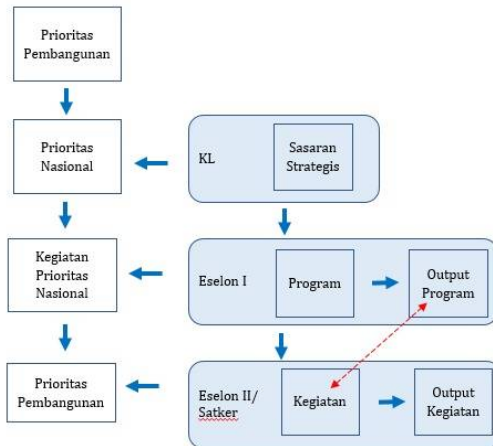 Prioritas
Pembangunan
Prioritas
Nasional
KL
Sasaran
Strategis
Kegiatan
Prioritas
Nasional
Eselon I
Program
Output
Program
Prioritas
Pembangunan
Eselon II/
Satker
Kegiatan
Output
Kegiatan